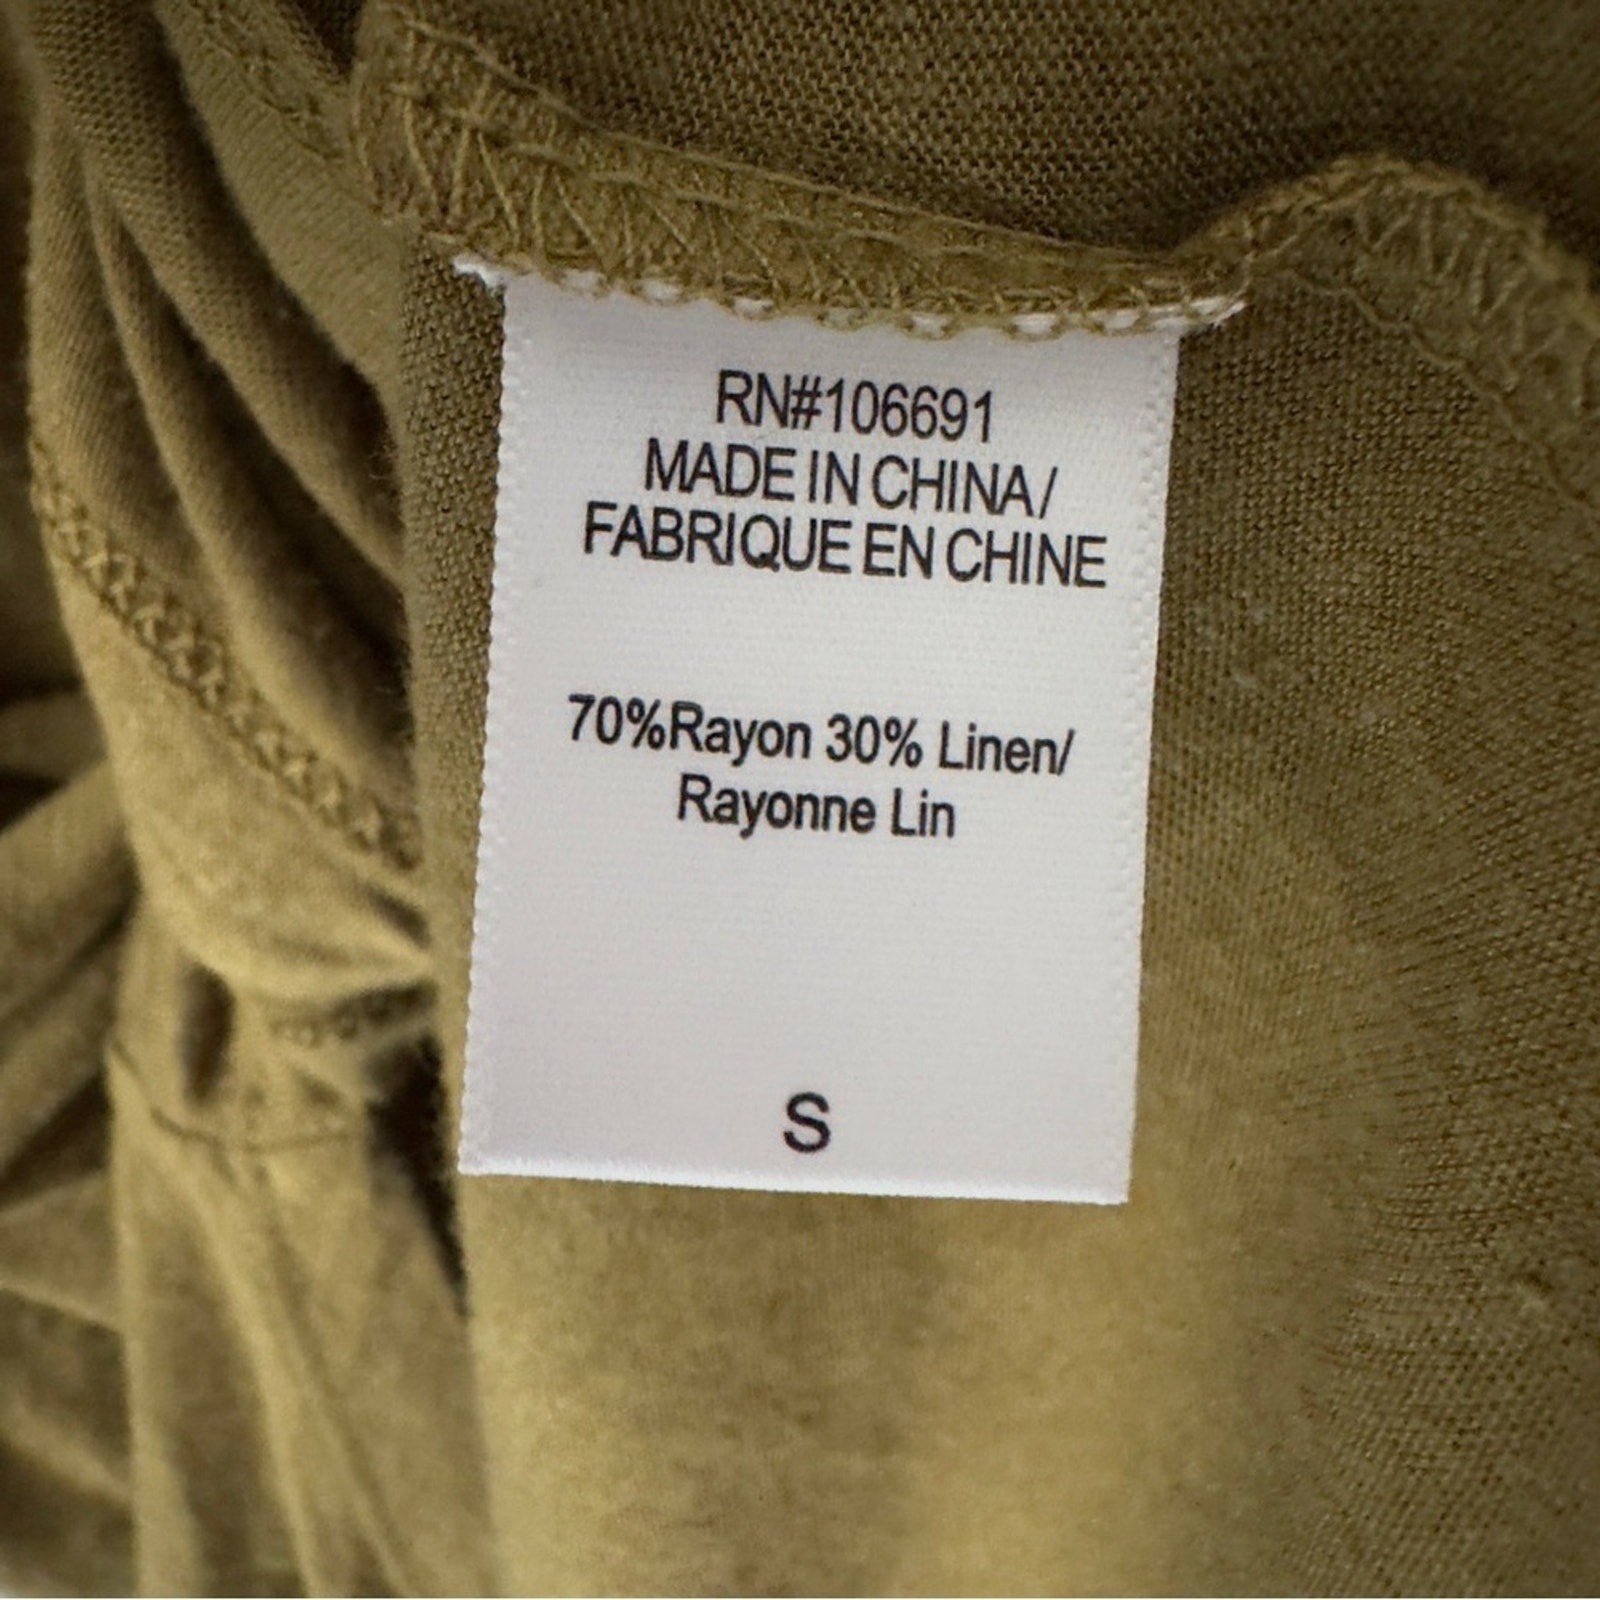 RN#106691
MADE IN CHINA/
FABRIQUE EN CHINE
70%Rayon 30% Linen/
Rayonne Lin
S